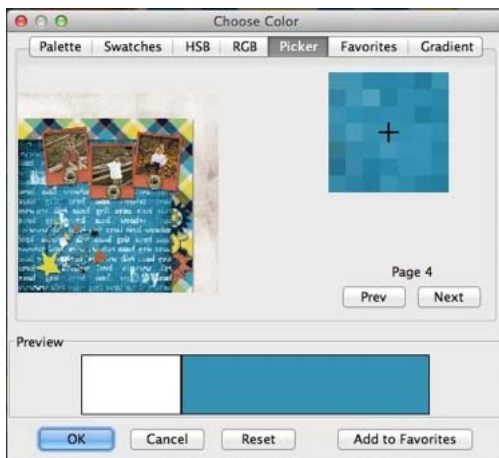 Choose Color
Palette Swatches HSB RGB Picker Favorites Gradient
boy
Page 4
Prev Next
Preview
OK Cancel Reset Add to Favorites